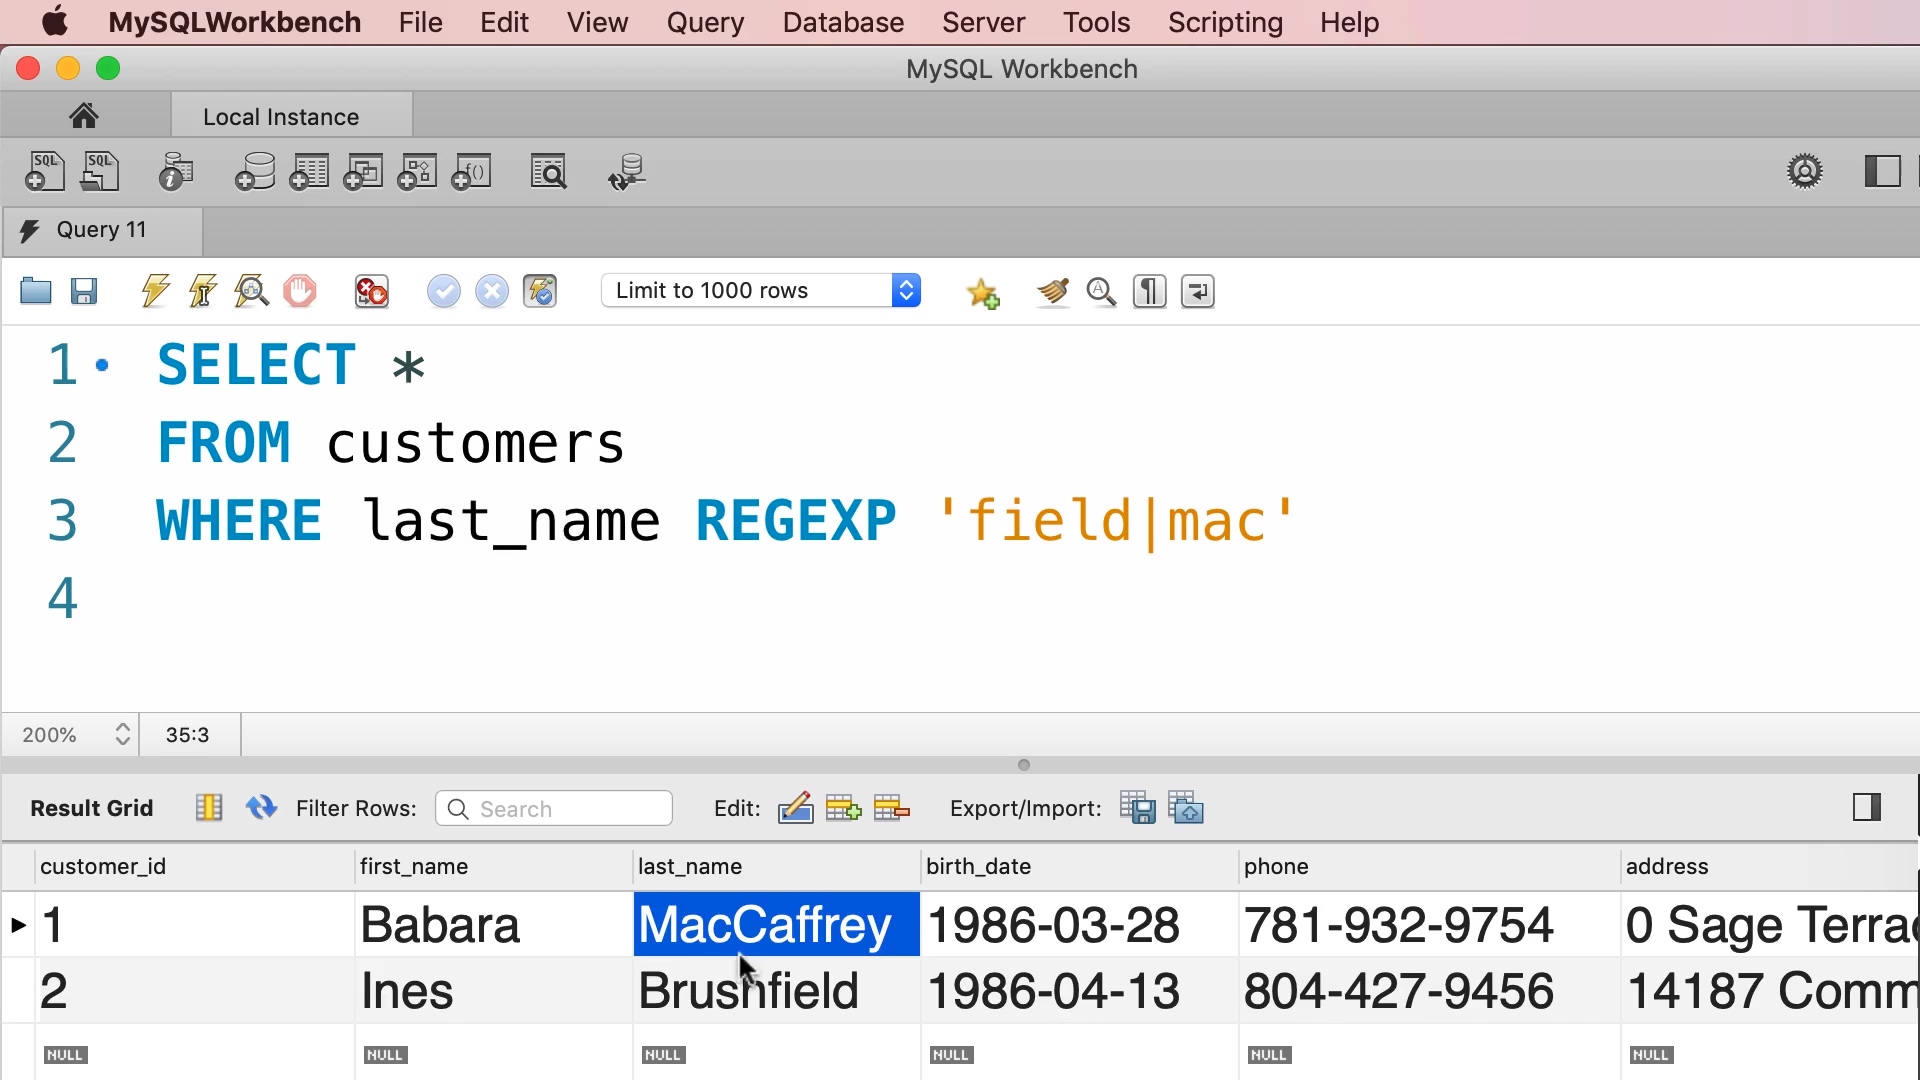 MySQLWorkbench File Edit View Query Database Server Tools Scripting Help
MySQL Workbench
Local Instance
SQL SQL i f()
Query 11
Limit to 1000 rows
1 SELECT *
2 FROM customers
3 WHERE last_name REGEXP 'field|mac'
4
200% 35:3
Result Grid Filter Rows: Search Edit: Export/Import:
customer_id first_name last_name birth_date phone address
1 Babara MacCaffrey 1986-03-28 781-932-9754 0 Sage Terrac
2 Ines Brushfield 1986-04-13 804-427-9456 14187 Comm
NULL NULL NULL NULL NULL NULL